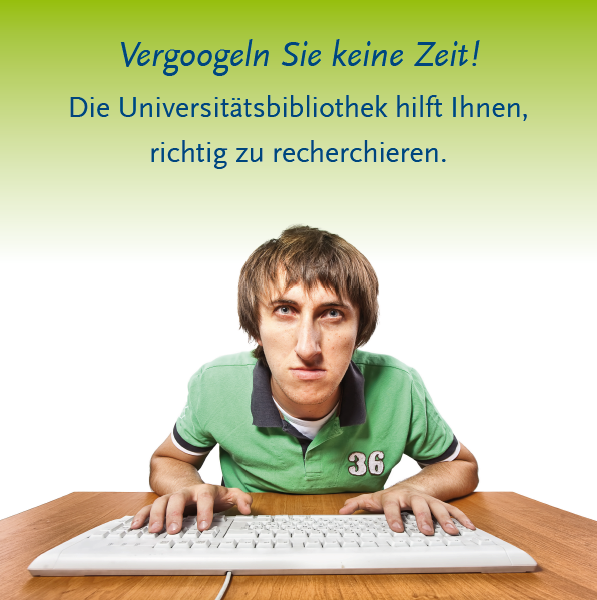 Vergoogeln Sie keine Zeit!
Die Universitätsbibliothek hilft Ihnen,
richtig zu recherchieren.
36